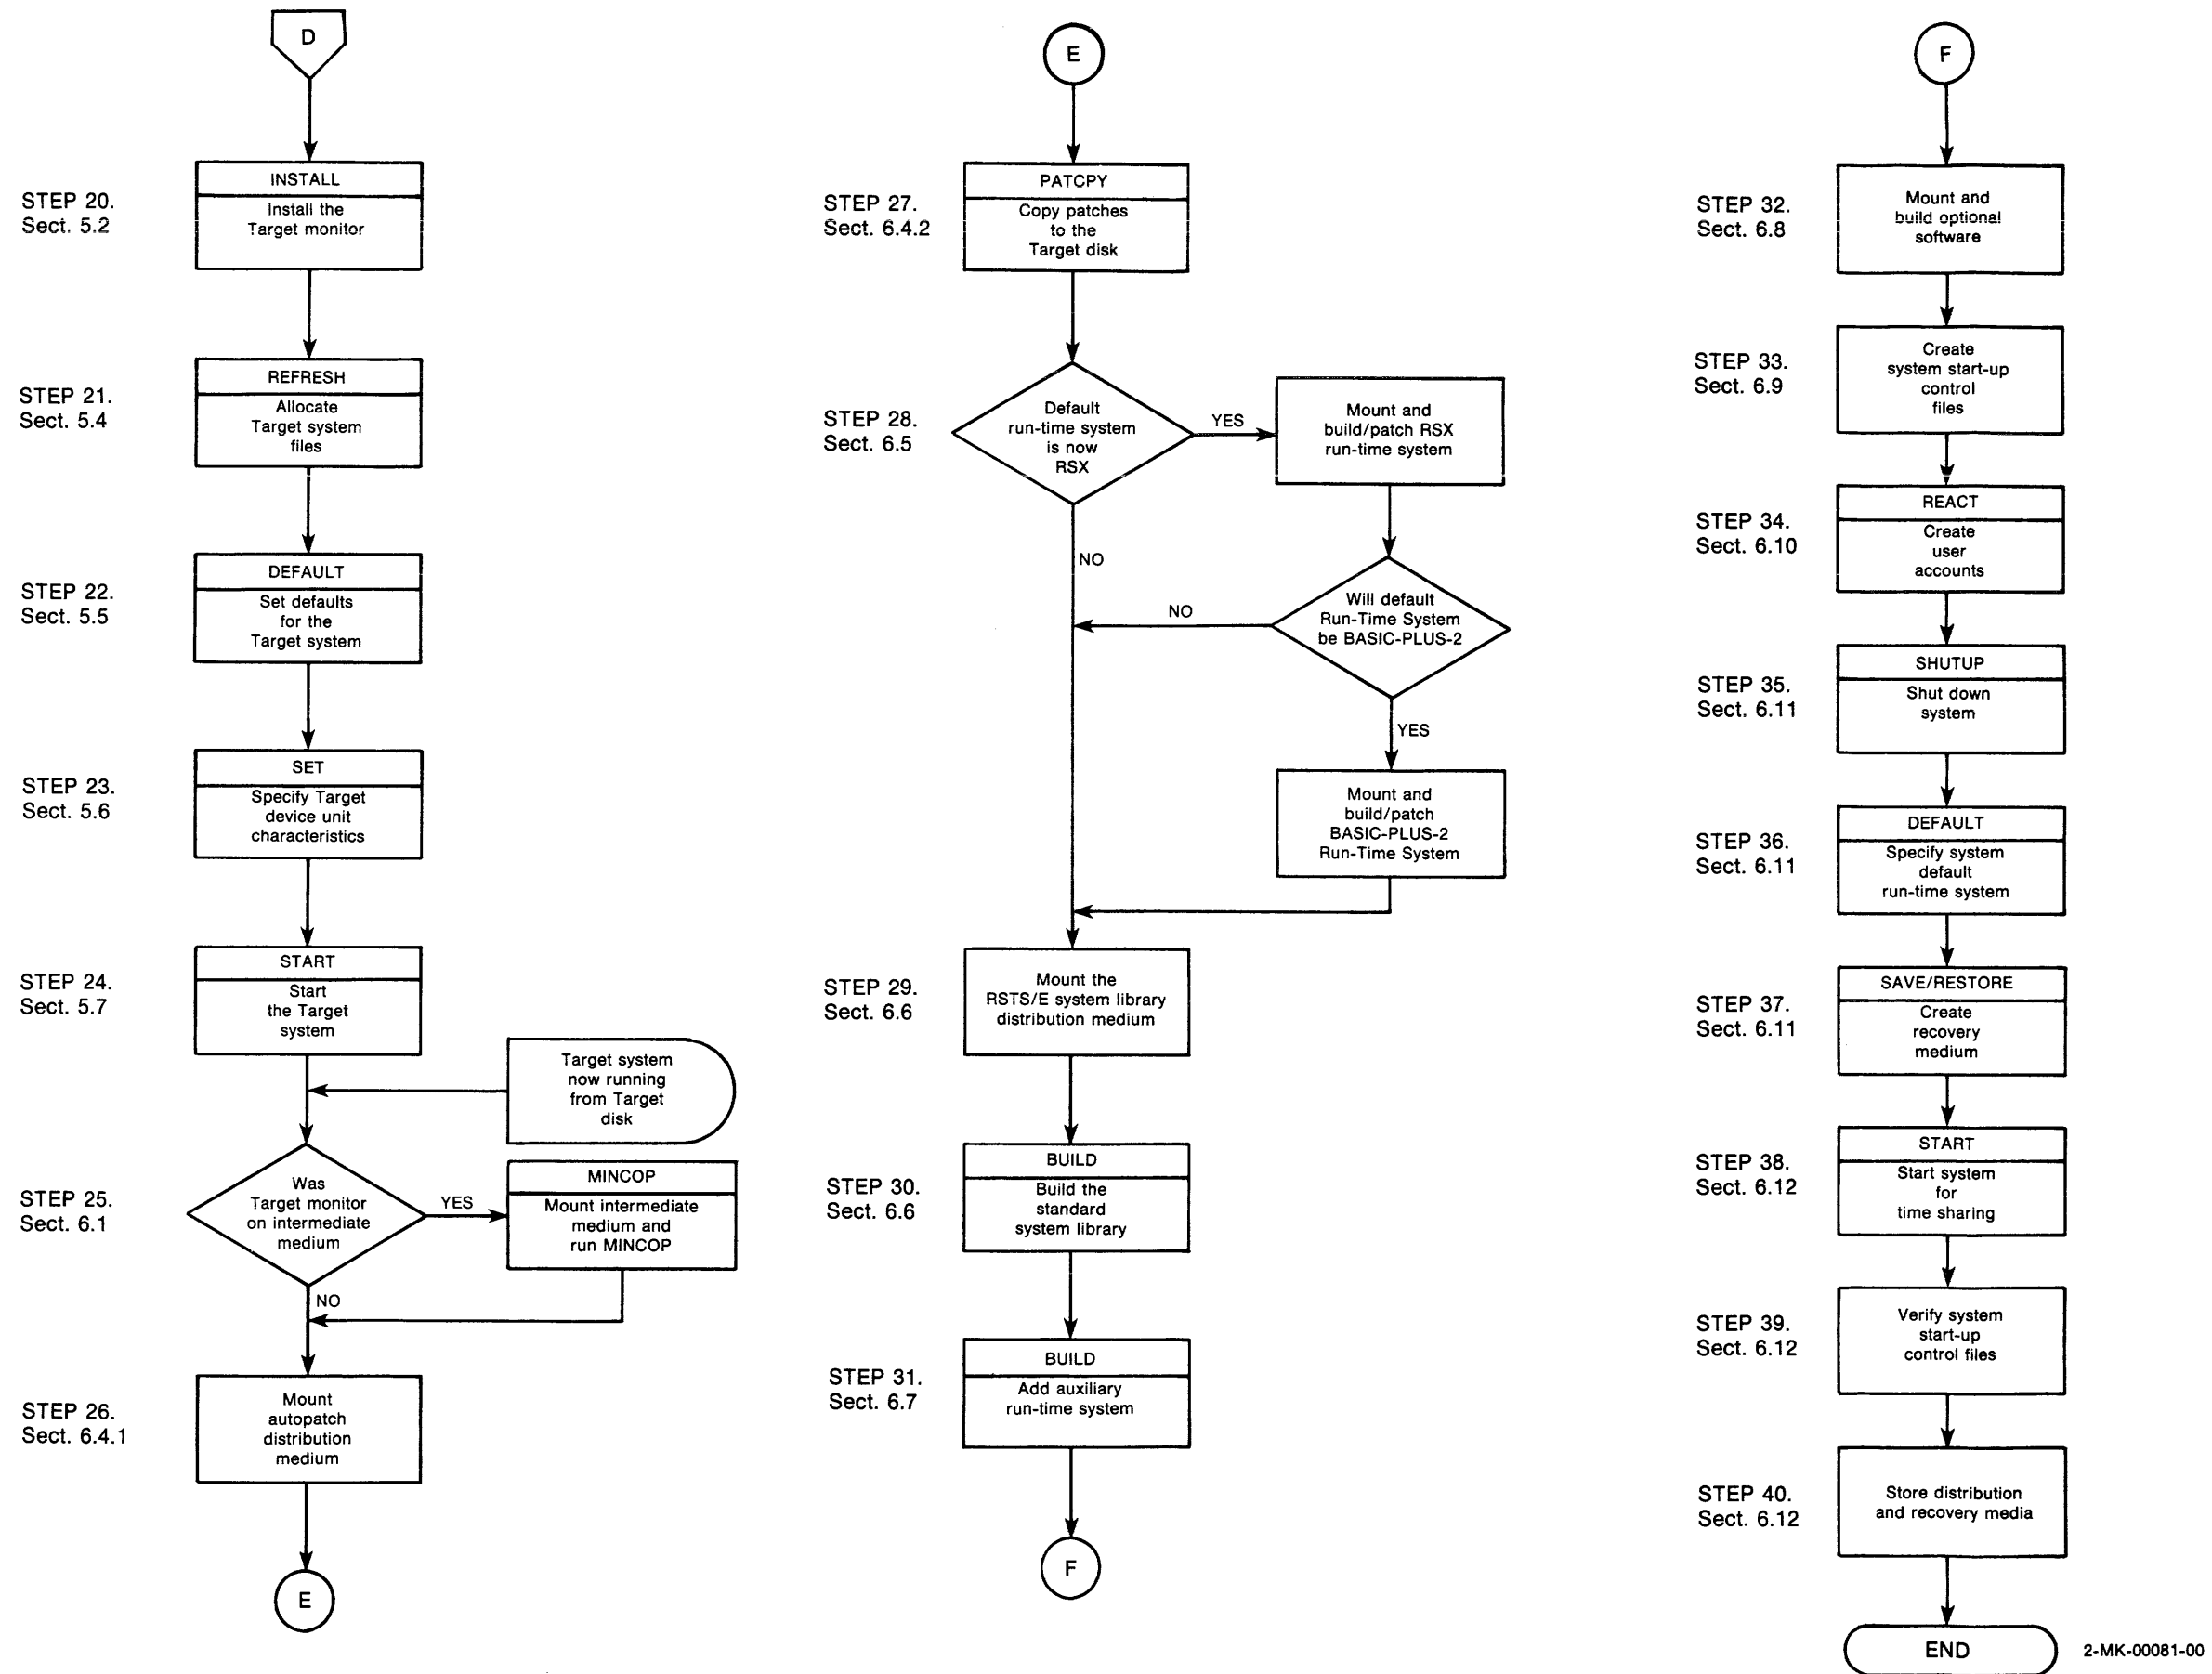 D
STEP 20.
Sect. 5.2
INSTALL
Install the
Target monitor
STEP 21.
Sect. 5.4
REFRESH
Allocate
Target system
files
STEP 22.
Sect. 5.5
DEFAULT
Set defaults
for the
Target system
STEP 23.
Sect. 5.6
SET
Specify Target
device unit
characteristics
STEP 24.
Sect. 5.7
START
Start
the Target
system
Target system
now running
from Target
disk
STEP 25.
Sect. 6.1
Was
Target monitor
on intermediate
medium
YES
MINCOP
Mount intermediate
medium and
run MINCOP
NO
STEP 26.
Sect. 6.4.1
Mount
autopatch
distribution
medium
E
E
STEP 27.
Sect. 6.4.2
PATCPY
Copy patches
to the
Target disk
STEP 28.
Sect. 6.5
Default
run-time system
is now
RSX
YES
Mount and
build/patch RSX
run-time system
NO
Will default
Run-Time System
be BASIC-PLUS-2
NO
YES
Mount and
build/patch
BASIC-PLUS-2
Run-Time System
STEP 29.
Sect. 6.6
Mount the
RSTS/E system library
distribution medium
STEP 30.
Sect. 6.6
BUILD
Build the
standard
system library
STEP 31.
Sect. 6.7
BUILD
Add auxiliary
run-time system
F
F
STEP 32.
Sect. 6.8
Mount and
build optional
software
STEP 33.
Sect. 6.9
Create
system start-up
control
files
STEP 34.
Sect. 6.10
REACT
Create
user
accounts
STEP 35.
Sect. 6.11
SHUTUP
Shut down
system
STEP 36.
Sect. 6.11
DEFAULT
Specify system
default
run-time system
STEP 37.
Sect. 6.11
SAVE/RESTORE
Create
recovery
medium
STEP 38.
Sect. 6.12
START
Start system
for
time sharing
STEP 39.
Sect. 6.12
Verify system
start-up
control files
STEP 40.
Sect. 6.12
Store distribution
and recovery media
END
2-MK-00081-00